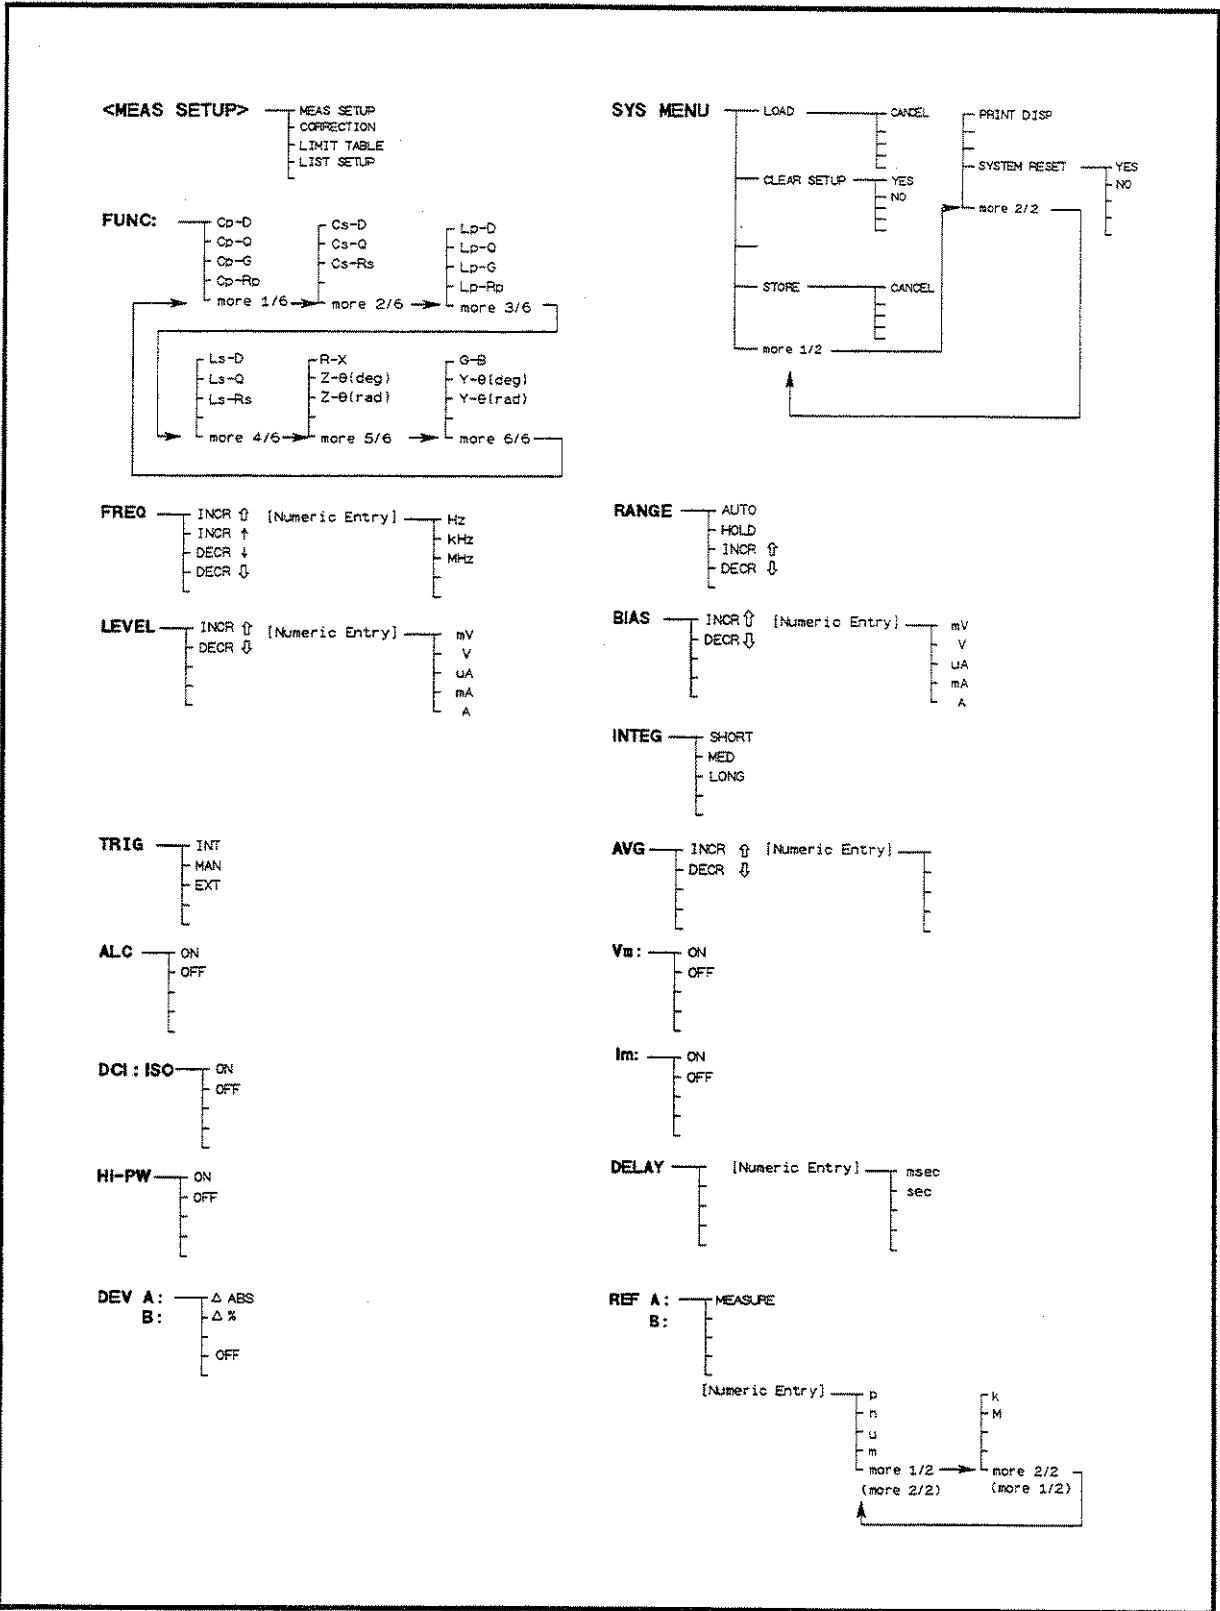 <MEAS SETUP>
MEAS SETUP
CORRECTION
LIMIT TABLE
LIST SETUP
SYS MENU
LOAD
CANCEL
CLEAR SETUP
YES
NO
STORE
CANCEL
more 1/2
PRINT DISP
SYSTEM RESET
YES
NO
more 2/2
FUNC:
Cp-D
Cp-Q
Cp-G
Cp-Rp
more 1/6
Cs-D
Cs-Q
Cs-Rs
more 2/6
Lp-D
Lp-Q
Lp-G
Lp-Rp
more 3/6
Ls-D
Ls-Q
Ls-Rs
more 4/6
R-X
Z-θ(deg)
Z-θ(rad)
more 5/6
G-B
Y-θ(deg)
Y-θ(rad)
more 6/6
FREQ
INCR ⇧
INCR ↑
DECR ↓
DECR ⇩
[Numeric Entry]
Hz
kHz
MHz
RANGE
AUTO
HOLD
INCR ⇧
DECR ⇩
LEVEL
INCR ⇧
DECR ⇩
[Numeric Entry]
mV
V
uA
mA
A
BIAS
INCR ⇧
DECR ⇩
[Numeric Entry]
mV
V
uA
mA
A
INTEG
SHORT
MED
LONG
TRIG
INT
MAN
EXT
AVG
INCR ⇧
DECR ⇩
[Numeric Entry]
ALC
ON
OFF
Vm:
ON
OFF
DCI:ISO
ON
OFF
Im:
ON
OFF
Hi-PW
ON
OFF
DELAY
[Numeric Entry]
msec
sec
DEV A:
B:
△ ABS
△ %
OFF
REF A:
B:
MEASURE
[Numeric Entry]
p
n
u
m
more 1/2
(more 2/2)
k
M
more 2/2
(more 1/2)